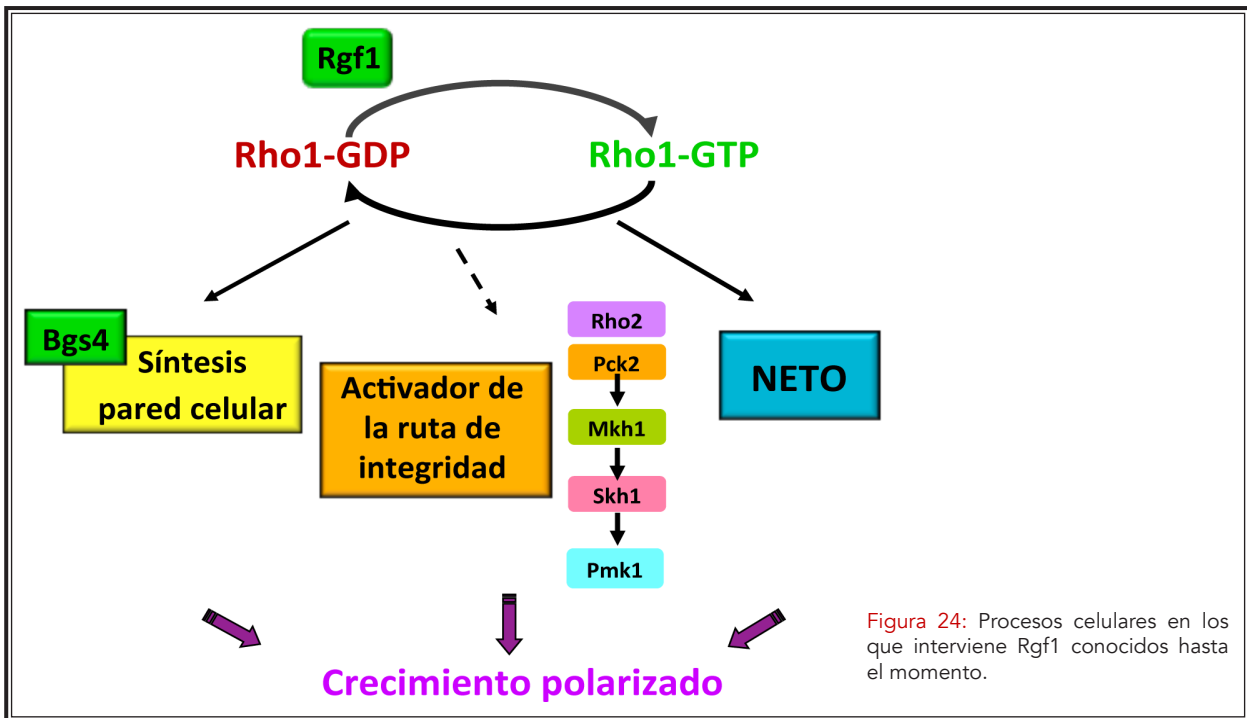 Rgf1
Rho1-GDP
Rho1-GTP
Bgs4
Síntesis
pared celular
Activador de
la ruta de
integridad
Rho2
Pck2
Mkh1
Skh1
Pmk1
NETO
Crecimiento polarizado
Figura 24: Procesos celulares en los
que interviene Rgf1 conocidos hasta
el momento.